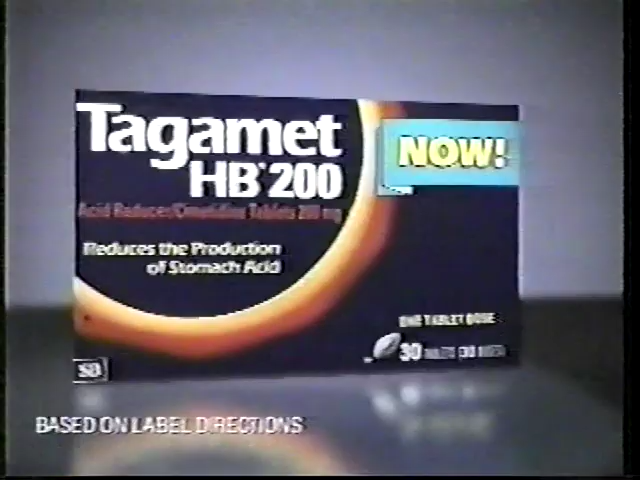 Tagamet
HB® 200
NOW!
Acid Reducer/Cimetidine Tablets 200 mg
Reduces the Production
of Stomach Acid
ONE TABLET DOSE
30
SB
BASED ON LABEL DIRECTIONS